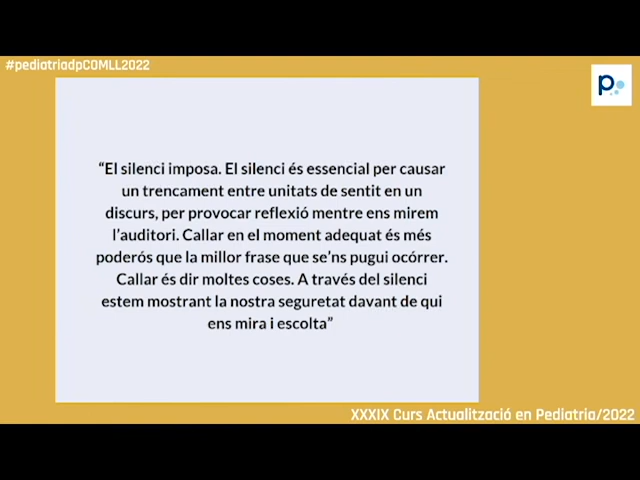 #pediatriadpCOMLL2022
p
“El silenci imposa. El silenci és essencial per causar
un trencament entre unitats de sentit en un
discurs, per provocar reflexió mentre ens mirem
l’auditori. Callar en el moment adequat és més
poderós que la millor frase que se’ns pugui ocórrer.
Callar és dir moltes coses. A través del silenci
estem mostrant la nostra seguretat davant de qui
ens mira i escolta”
XXXIX Curs Actualització en Pediatria/2022